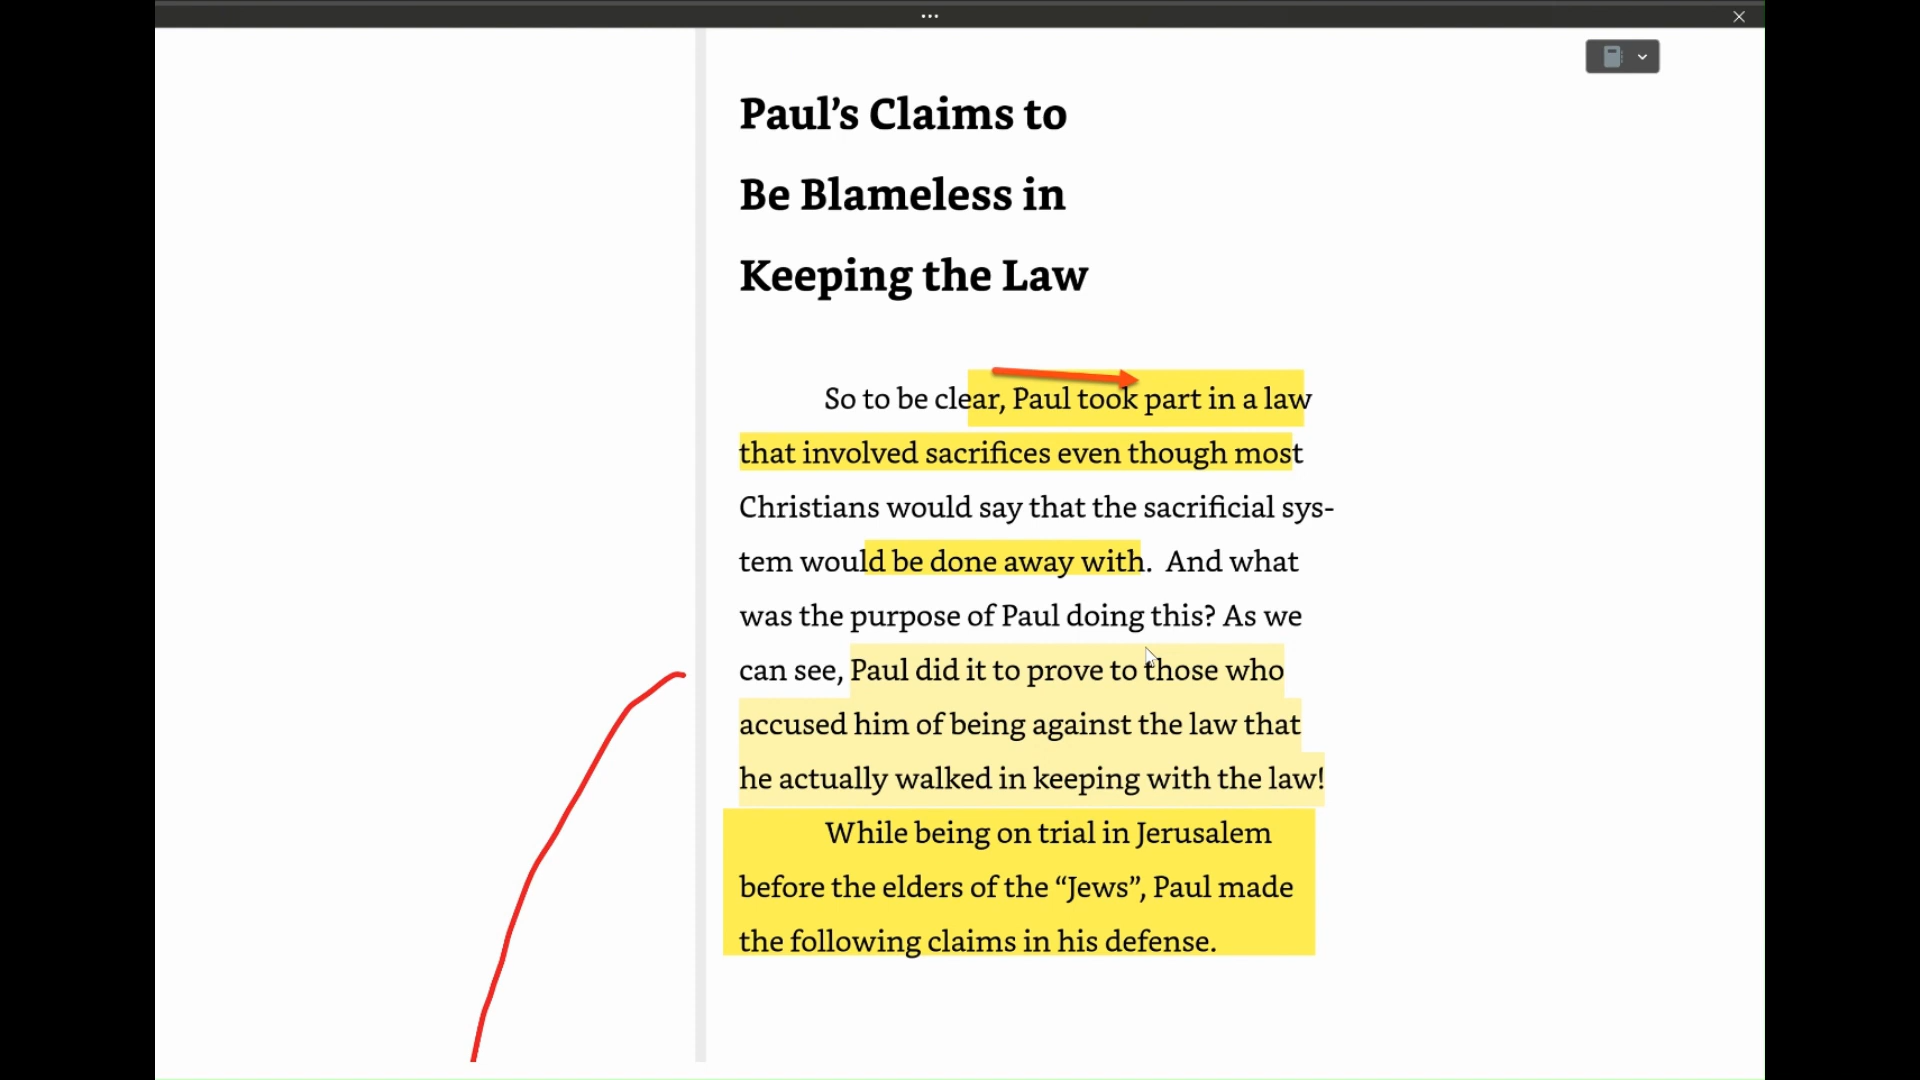 Paul’s Claims to
Be Blameless in
Keeping the Law
So to be clear, Paul took part in a law
that involved sacrifices even though most
Christians would say that the sacrificial sys-
tem would be done away with.  And what
was the purpose of Paul doing this? As we
can see, Paul did it to prove to those who
accused him of being against the law that
he actually walked in keeping with the law!
While being on trial in Jerusalem
before the elders of the “Jews”, Paul made
the following claims in his defense.